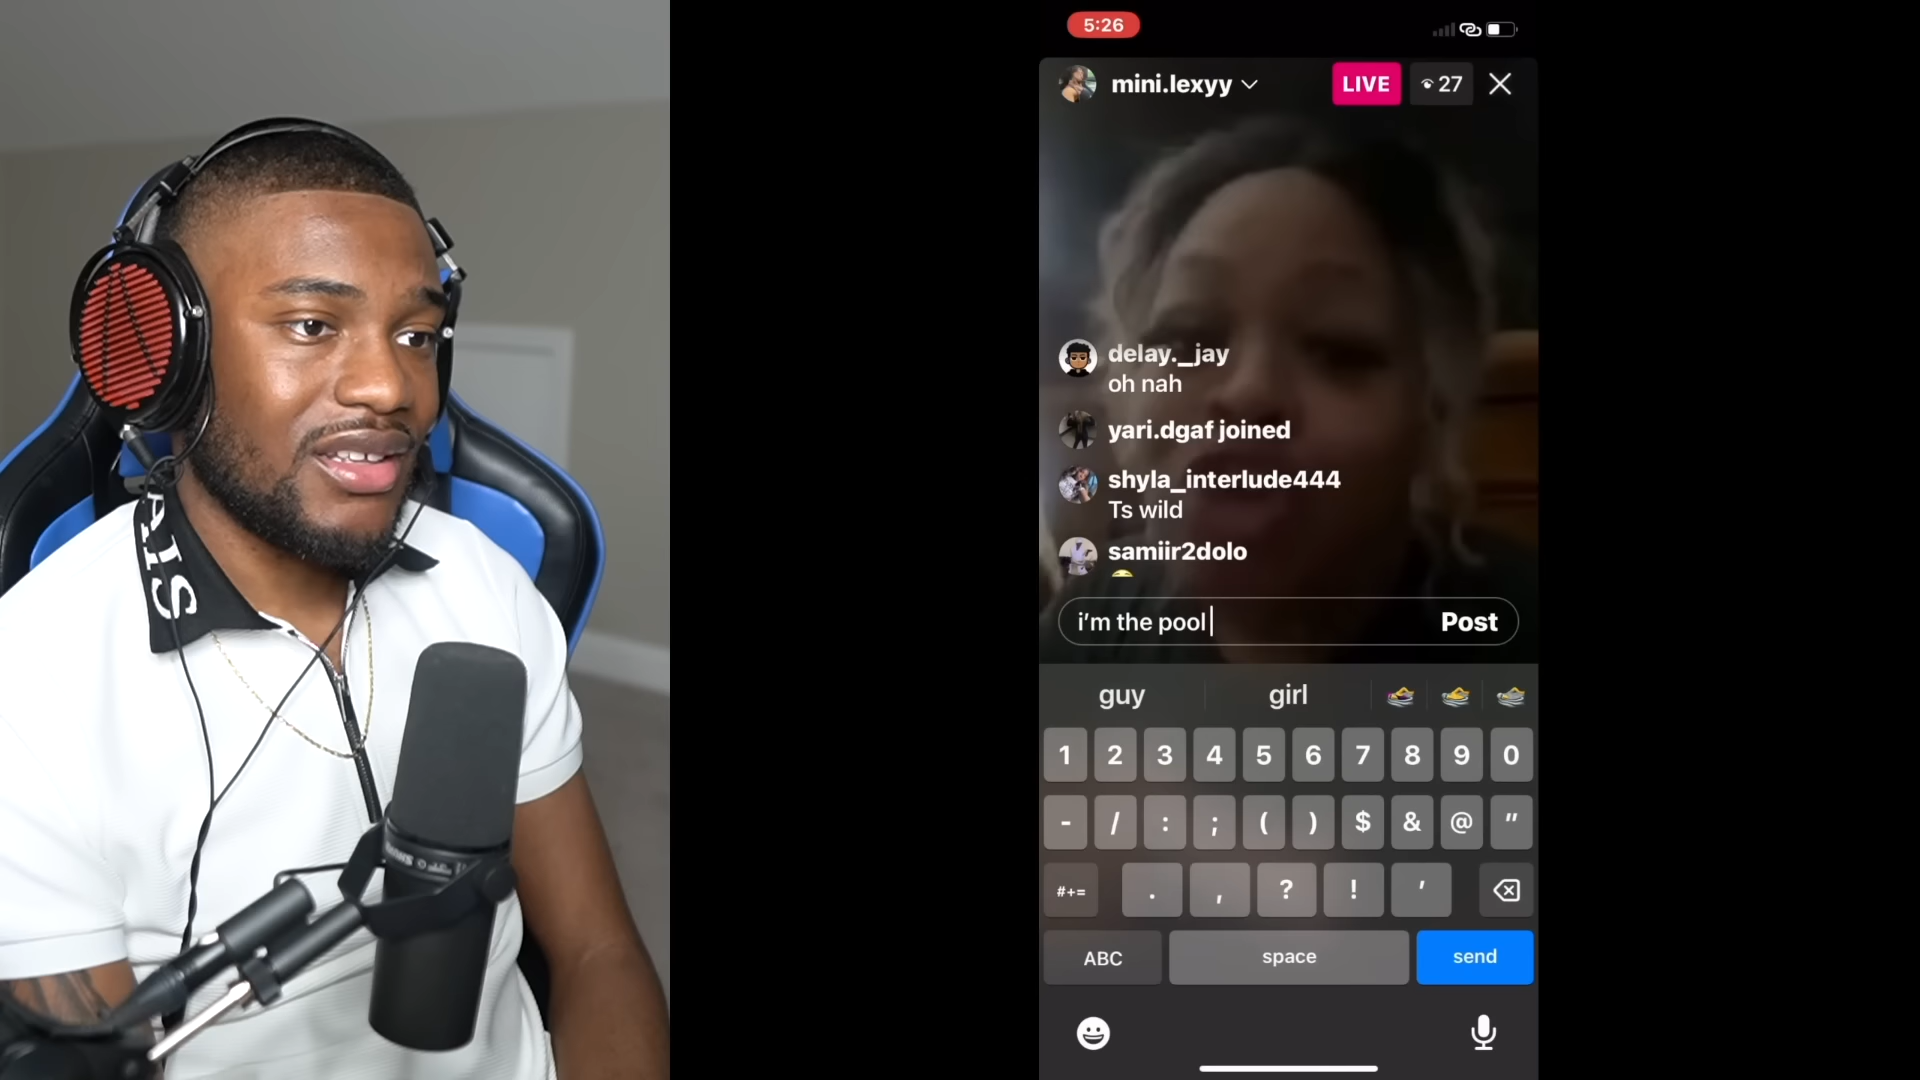 AIS
5:26
mini.lexyy
LIVE
27
delay._jay
oh nah
yari.dgaf joined
shyla_interlude444
Ts wild
samiir2dolo
i'm the pool
Post
guy
girl
1 2 3 4 5 6 7 8 9 0
- / : ; ( ) $ & @ "
#+= . , ? ! '
ABC
space
send